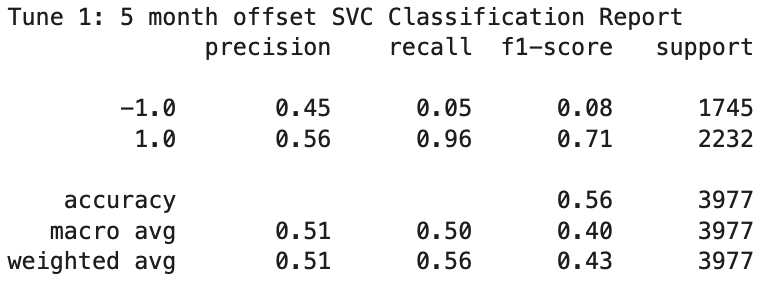 Tune 1: 5 month offset SVC Classification Report
precision recall f1-score support
-1.0 0.45 0.05 0.08 1745
1.0 0.56 0.96 0.71 2232
accuracy 0.56 3977
macro avg 0.51 0.50 0.40 3977
weighted avg 0.51 0.56 0.43 3977